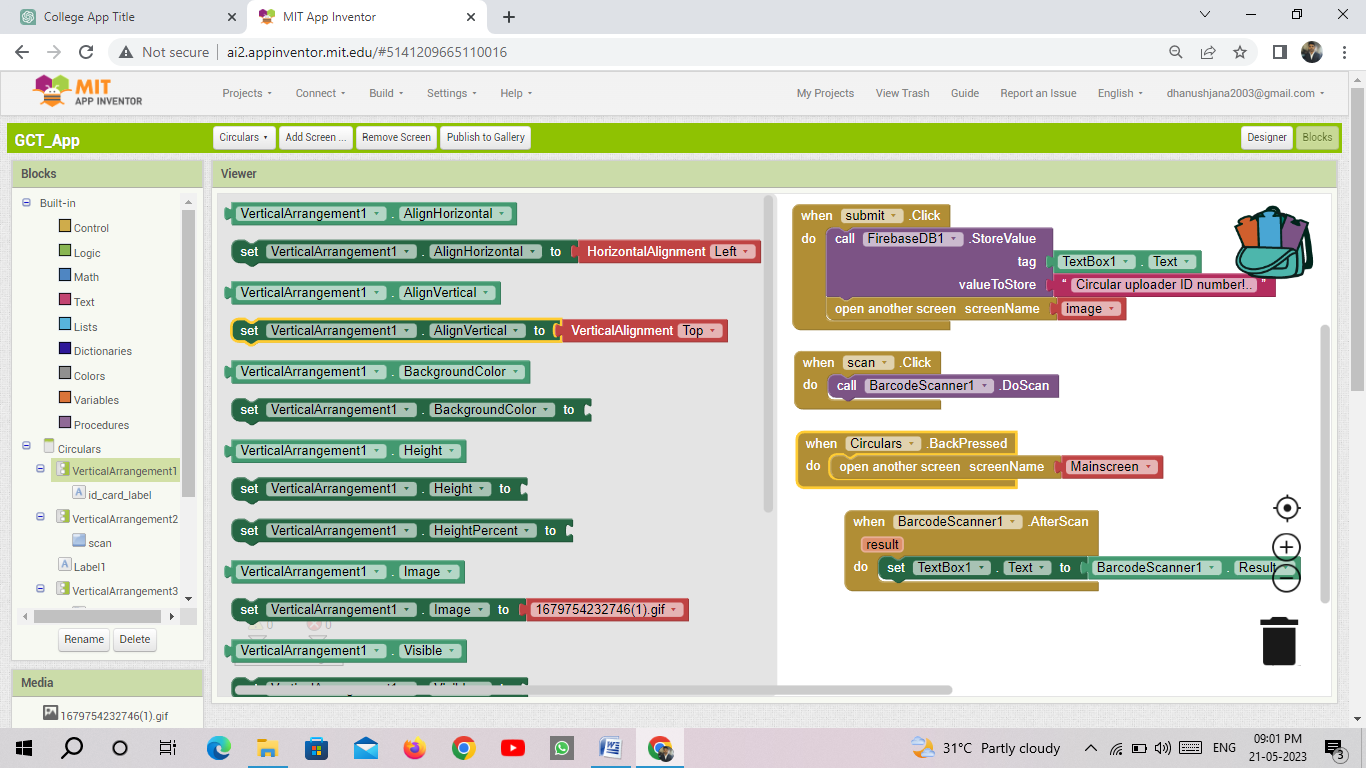 College App Title
MIT App Inventor
Not secure
ai2.appinventor.mit.edu/#5141209665110016
MIT
APP INVENTOR
Projects
Connect
Build
Settings
Help
My Projects
View Trash
Guide
Report an Issue
English
dhanushjana2003@gmail.com
GCT_App
Circulars
Add Screen ...
Remove Screen
Publish to Gallery
Designer
Blocks
Blocks
Built-in
Control
Logic
Math
Text
Lists
Dictionaries
Colors
Variables
Procedures
Circulars
VerticalArrangement1
id_card_label
VerticalArrangement2
scan
Label1
VerticalArrangement3
Rename
Delete
Media
1679754232746(1).gif
Viewer
VerticalArrangement1 . AlignHorizontal
set VerticalArrangement1 . AlignHorizontal to HorizontalAlignment Left
VerticalArrangement1 . AlignVertical
set VerticalArrangement1 . AlignVertical to VerticalAlignment Top
VerticalArrangement1 . BackgroundColor
set VerticalArrangement1 . BackgroundColor to
VerticalArrangement1 . Height
set VerticalArrangement1 . Height to
set VerticalArrangement1 . HeightPercent to
VerticalArrangement1 . Image
set VerticalArrangement1 . Image to 1679754232746(1).gif
0 0
VerticalArrangement1 . Visible
when submit .Click
do call FirebaseDB1 .StoreValue
tag TextBox1 . Text
valueToStore " Circular uploader ID number!.. "
open another screen screenName image
when scan .Click
do call BarcodeScanner1 .DoScan
when Circulars .BackPressed
do open another screen screenName Mainscreen
when BarcodeScanner1 .AfterScan
result
do set TextBox1 . Text to BarcodeScanner1 . Result
31°C Partly cloudy
ENG
09:01 PM
21-05-2023
3